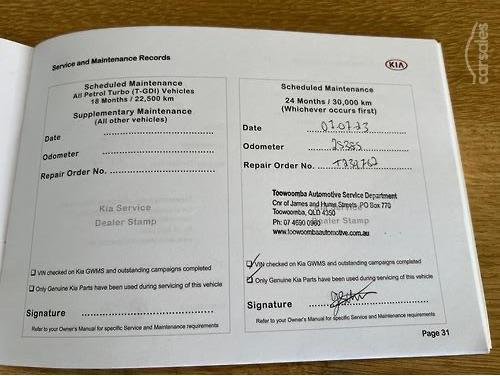 Service and Maintenance Records
KIA
carsales
Scheduled Maintenance
All Petrol Turbo (T-GDI) Vehicles
18 Months / 22,500 km
Supplementary Maintenance
(All other vehicles)
Date
Odometer
Repair Order No.
Kia Service
Dealer Stamp
VIN checked on Kia GWMS and outstanding campaigns completed
Only Genuine Kia Parts have been used during servicing of this vehicle
Signature
Refer to your Owner's Manual for specific Service and Maintenance requirements
Scheduled Maintenance
24 Months / 30,000 km
(Whichever occurs first)
Date
Odometer
Repair Order No.
Toowoomba Automotive Service Department
Cnr of James and Hume Streets ,PO Box 770
Kia Service
Toowoomba, QLD 4350
Dealer Stamp
Ph: 07 4690 0960
www.toowoombaautomotive.com.au
VIN checked on Kia GWMS and outstanding campaigns completed
Only Genuine Kia Parts have been used during servicing of this vehicle
Signature
Refer to your Owner's Manual for specific Service and Maintenance requirements
Page 31